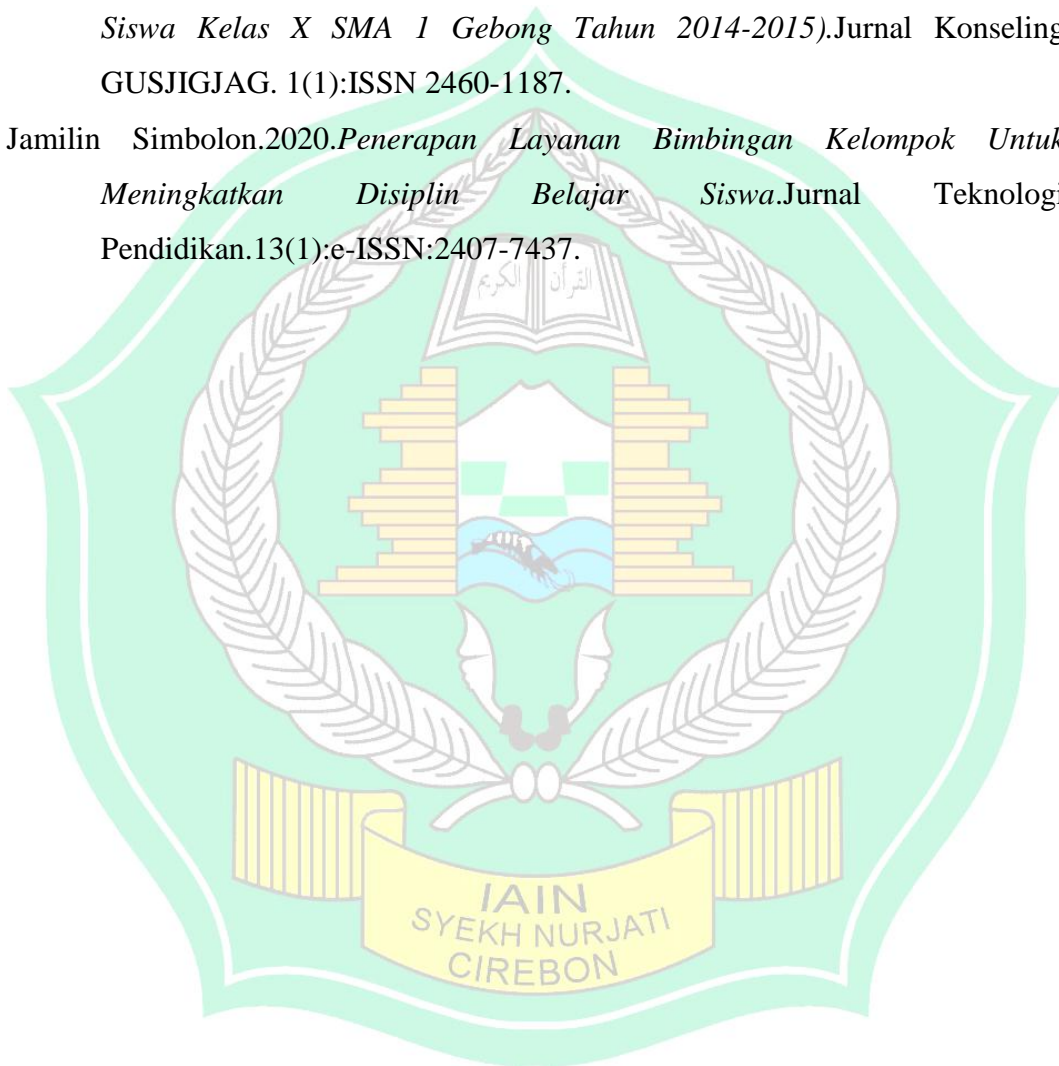 Siswa Kelas X SMA 1 Gebong Tahun 2014-2015).Jurnal Konseling
GUSJIGJAG. 1(1):ISSN 2460-1187.
Jamilin Simbolon.2020.Penerapan Layanan Bimbingan Kelompok Untuk
Meningkatkan Disiplin Belajar Siswa.Jurnal Teknologi
Pendidikan.13(1):e-ISSN:2407-7437.
القرآن الكريم
IAIN
SYEKH NURJATI
CIREBON